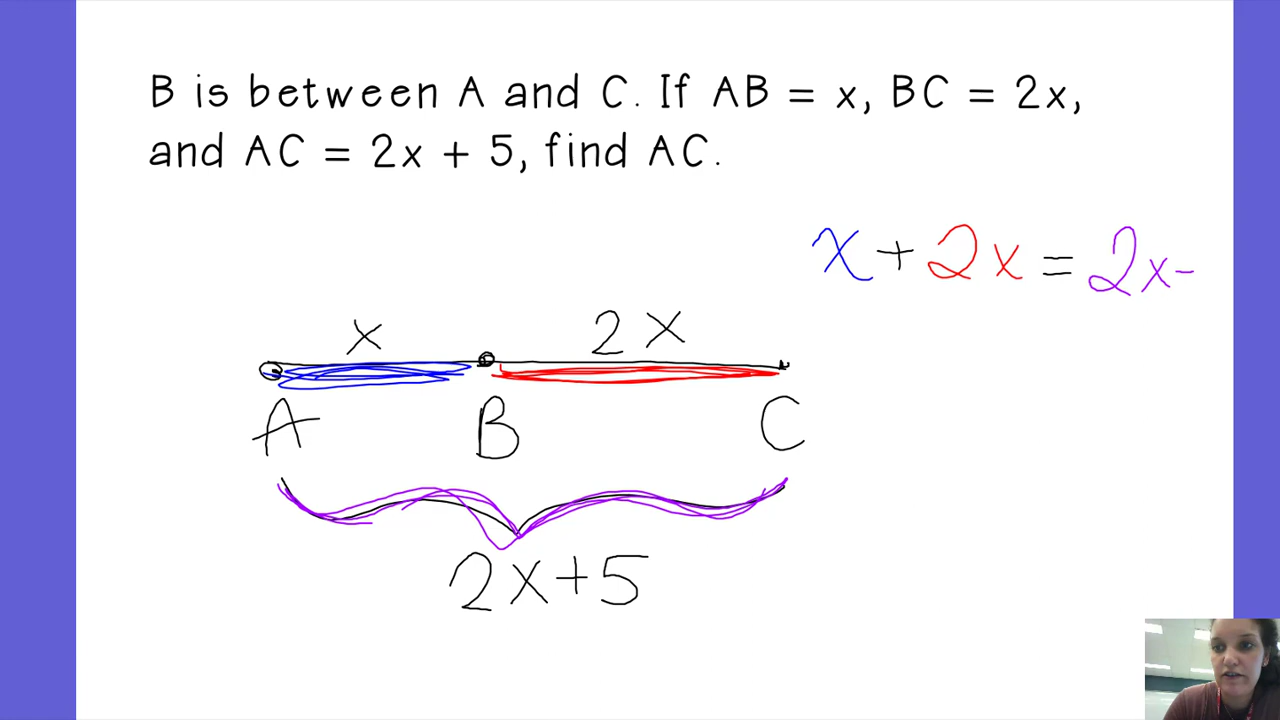 B is between A and C. If AB = x, BC = 2x,
and AC = 2x + 5, find AC.
x + 2x = 2x-
x 2x
A B C
2x+5